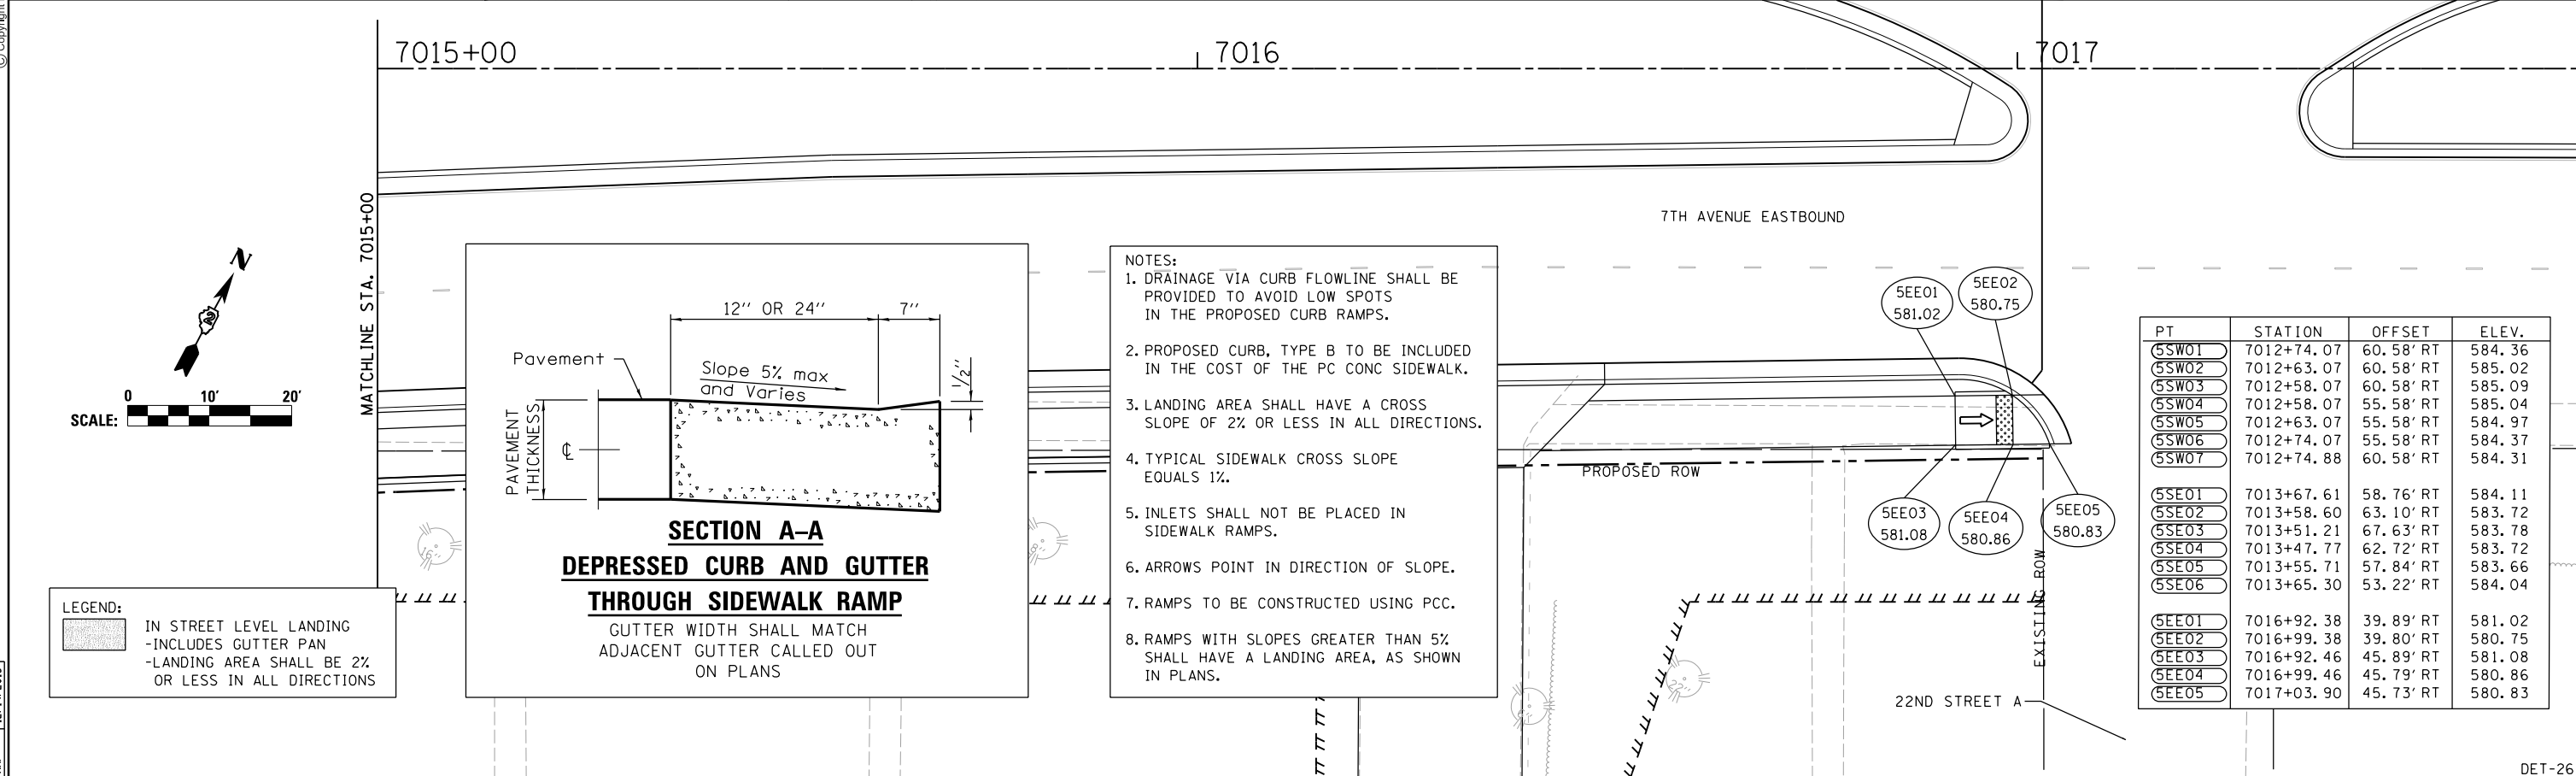 © Copyright
7015+00
7016
7017
MATCHLINE STA. 7015+00
N
SCALE:
0 10' 20'
7TH AVENUE EASTBOUND
12" OR 24"
7"
Pavement
Slope 5% max
and Varies
1/2"
PAVEMENT
THICKNESS
℄
SECTION A-A
DEPRESSED CURB AND GUTTER
THROUGH SIDEWALK RAMP
GUTTER WIDTH SHALL MATCH
ADJACENT GUTTER CALLED OUT
ON PLANS
LEGEND:
IN STREET LEVEL LANDING
-INCLUDES GUTTER PAN
-LANDING AREA SHALL BE 2%
OR LESS IN ALL DIRECTIONS
NOTES:
1. DRAINAGE VIA CURB FLOWLINE SHALL BE
PROVIDED TO AVOID LOW SPOTS
IN THE PROPOSED CURB RAMPS.
2. PROPOSED CURB, TYPE B TO BE INCLUDED
IN THE COST OF THE PC CONC SIDEWALK.
3. LANDING AREA SHALL HAVE A CROSS
SLOPE OF 2% OR LESS IN ALL DIRECTIONS.
4. TYPICAL SIDEWALK CROSS SLOPE
EQUALS 1%.
5. INLETS SHALL NOT BE PLACED IN
SIDEWALK RAMPS.
6. ARROWS POINT IN DIRECTION OF SLOPE.
7. RAMPS TO BE CONSTRUCTED USING PCC.
8. RAMPS WITH SLOPES GREATER THAN 5%
SHALL HAVE A LANDING AREA, AS SHOWN
IN PLANS.
5EE01
581.02
5EE02
580.75
PROPOSED ROW
5EE03
581.08
5EE04
580.86
5EE05
580.83
EXISTING ROW
22"
22ND STREET A
PT STATION OFFSET ELEV.
5SW01 7012+74.07 60.58' RT 584.36
5SW02 7012+63.07 60.58' RT 585.02
5SW03 7012+58.07 60.58' RT 585.09
5SW04 7012+58.07 55.58' RT 585.04
5SW05 7012+63.07 55.58' RT 584.97
5SW06 7012+74.07 55.58' RT 584.37
5SW07 7012+74.88 60.58' RT 584.31
5SE01 7013+67.61 58.76' RT 584.11
5SE02 7013+58.60 63.10' RT 583.72
5SE03 7013+51.21 67.63' RT 583.78
5SE04 7013+47.77 62.72' RT 583.72
5SE05 7013+55.71 57.84' RT 583.66
5SE06 7013+65.30 53.22' RT 584.04
5EE01 7016+92.38 39.89' RT 581.02
5EE02 7016+99.38 39.80' RT 580.75
5EE03 7016+92.46 45.89' RT 581.08
5EE04 7016+99.46 45.79' RT 580.86
5EE05 7017+03.90 45.73' RT 580.83
DET-26